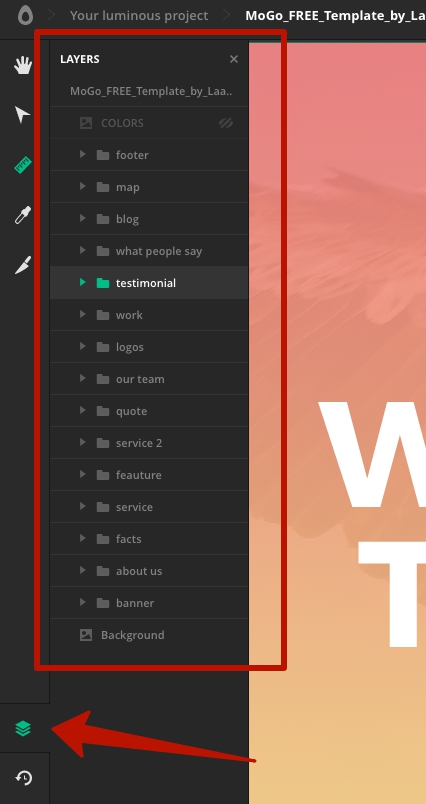 Your luminous project
MoGo_FREE_Template_by_La
LAYERS
MoGo_FREE_Template_by_Laa..
COLORS
footer
map
blog
what people say
testimonial
work
logos
our team
quote
service 2
feauture
service
facts
about us
banner
Background
W
T